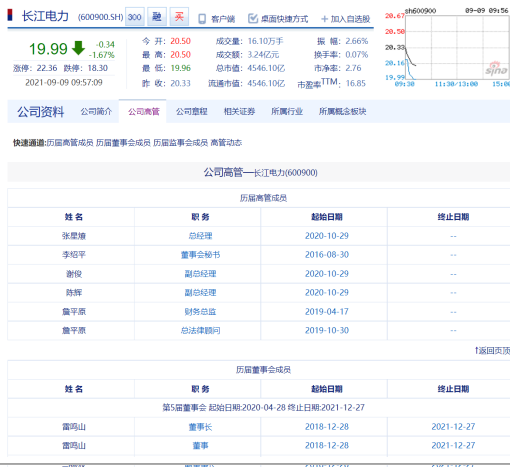 长江电力 (600900.SH) 300 融 买 客户端 桌面快捷方式 加入自选股
19.99 -0.34 -1.67%
涨停: 22.36 跌停: 18.30
2021-09-09 09:57:09
今 开: 20.50 成交量: 16.10万手 振 幅: 2.66%
最 高: 20.50 成交额: 3.24亿元 换手率: 0.07%
最 低: 19.96 总市值: 4546.10亿 市净率: 2.76
昨 收: 20.33 流通市值: 4546.10亿 市盈率TTM: 16.85
sh600900 09-09 09:56
20.67
20.50
20.33
20.16
19.99
sina
09:30 11:30/13:00 15:00
公司资料 公司简介 公司高管 公司章程 相关证券 所属行业 所属概念板块
快速通道:历届高管成员 历届董事会成员 历届监事会成员 高管动态
公司高管—长江电力(600900)
历届高管成员
姓 名 职 务 起始日期 终止日期
张星燎 总经理 2020-10-29 --
李绍平 董事会秘书 2016-08-30 --
谢俊 副总经理 2020-10-29 --
陈辉 副总经理 2020-10-29 --
詹平原 财务总监 2019-04-17 --
詹平原 总法律顾问 2019-10-30 --
↑返回页顶
历届董事会成员
姓 名 职 务 起始日期 终止日期
第5届董事会 起始日期:2020-04-28 终止日期:2021-12-27
雷鸣山 董事长 2018-12-28 2021-12-27
雷鸣山 董事 2018-12-28 2021-12-27